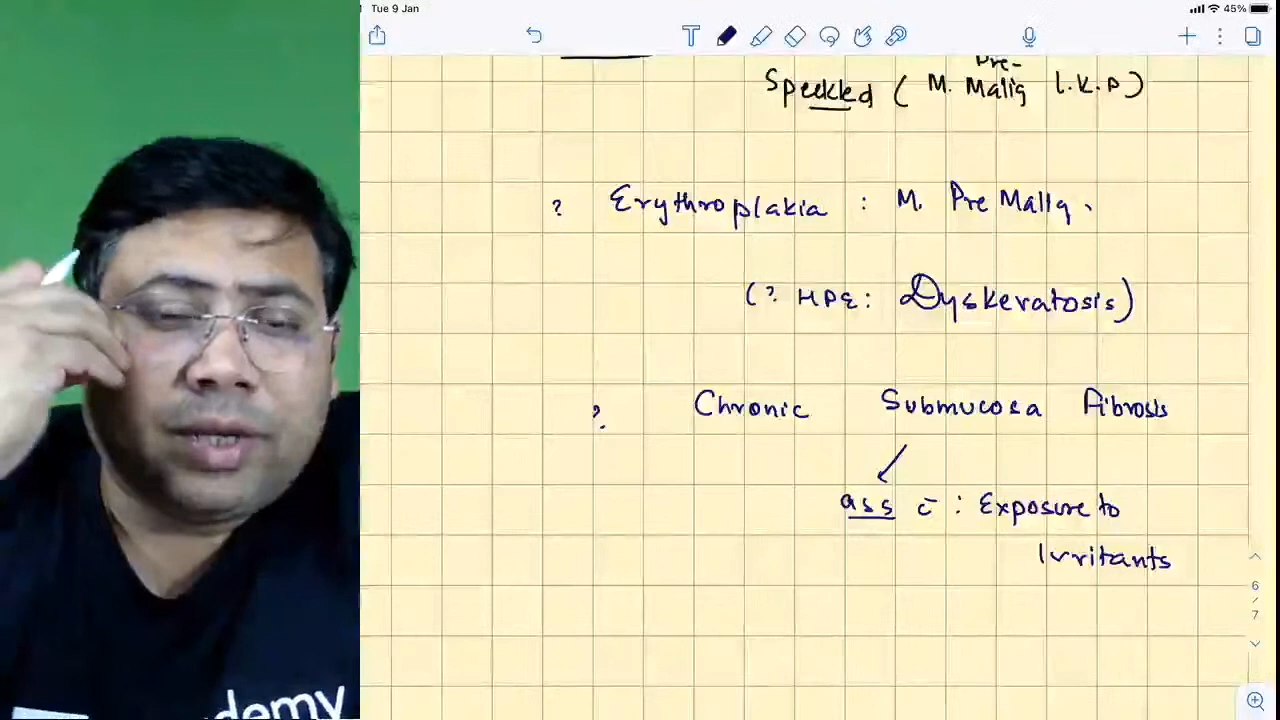 Tue 9 Jan
45%
Pre-
Speckled ( M. Malig l.k.p )
? Erythroplakia : M. Pre Malig.
( ? HPE : Dyskeratosis )
? Chronic Submucosa Fibrosis
ass c̄ : Exposure to
Irritants
6
/
7
demy